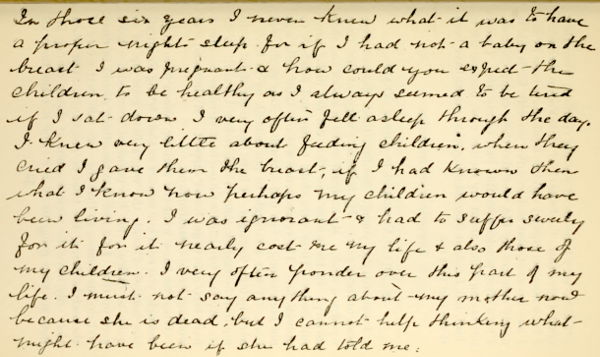 In those six years I never knew what it was to have
a proper nights sleep for if I had not a baby on the
breast I was pregnant & how could you expect the
children to be healthy as I always seemed to be tired
if I sat down I very often fell asleep through the day.
I knew very little about feeding children, when they
cried I gave them the breast, if I had known then
what I know now perhaps my children would have
been living. I was ignorant & had to suffer severly
for it for it nearly cost me my life & also those of
my children. I very often ponder over this part of my
life. I must not say anything about my mother now
because she is dead, but I cannot help thinking what
might have been if she had told me.